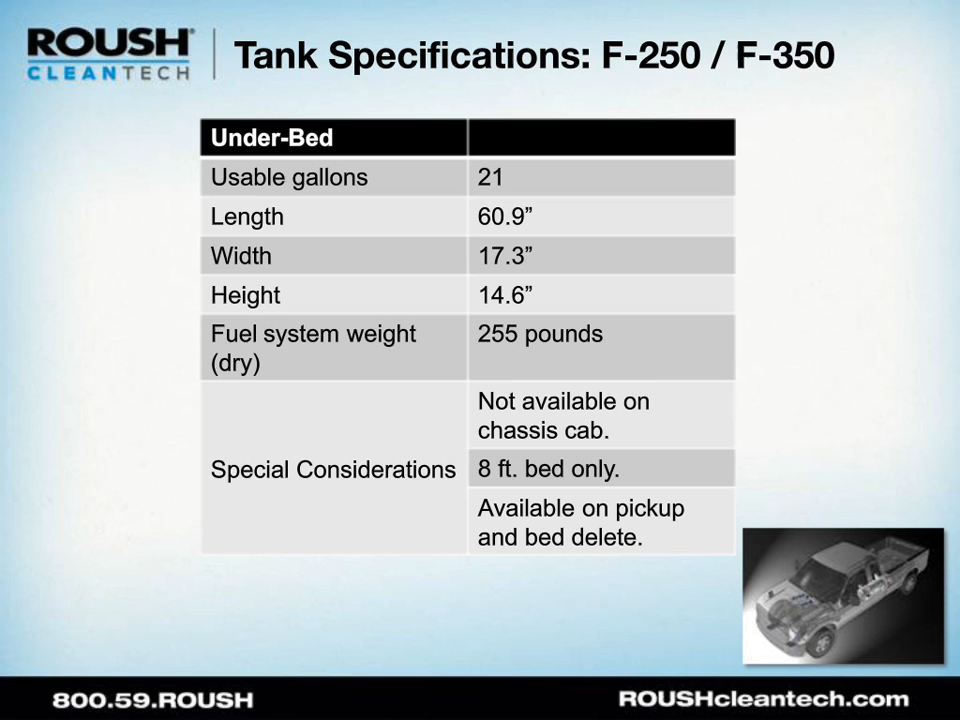 ROUSH®
CLEANTECH
Tank Specifications: F-250 / F-350
Under-Bed
Usable gallons 21
Length 60.9”
Width 17.3”
Height 14.6”
Fuel system weight 255 pounds
(dry)
Special Considerations
Not available on
chassis cab.
8 ft. bed only.
Available on pickup
and bed delete.
800.59.ROUSH
ROUSHcleantech.com